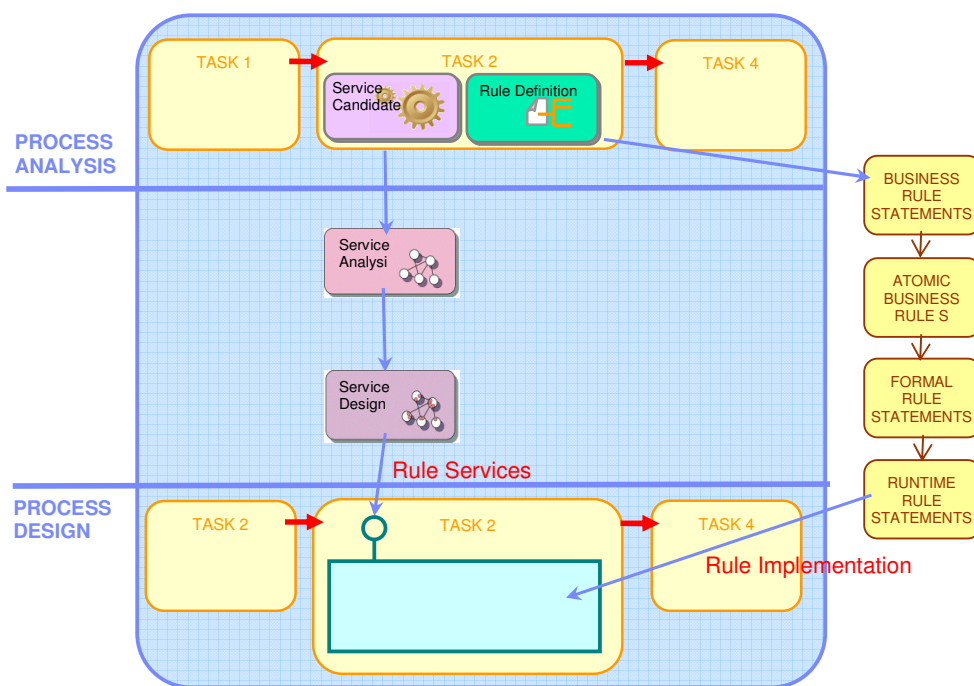 TASK 1
TASK 2
TASK 4
Service
Candidate
Rule Definition
PROCESS
ANALYSIS
BUSINESS
RULE
STATEMENTS
Service
Analysi
ATOMIC
BUSINESS
RULE S
Service
Design
FORMAL
RULE
STATEMENTS
Rule Services
RUNTIME
RULE
STATEMENTS
PROCESS
DESIGN
TASK 2
TASK 2
TASK 4
Rule Implementation